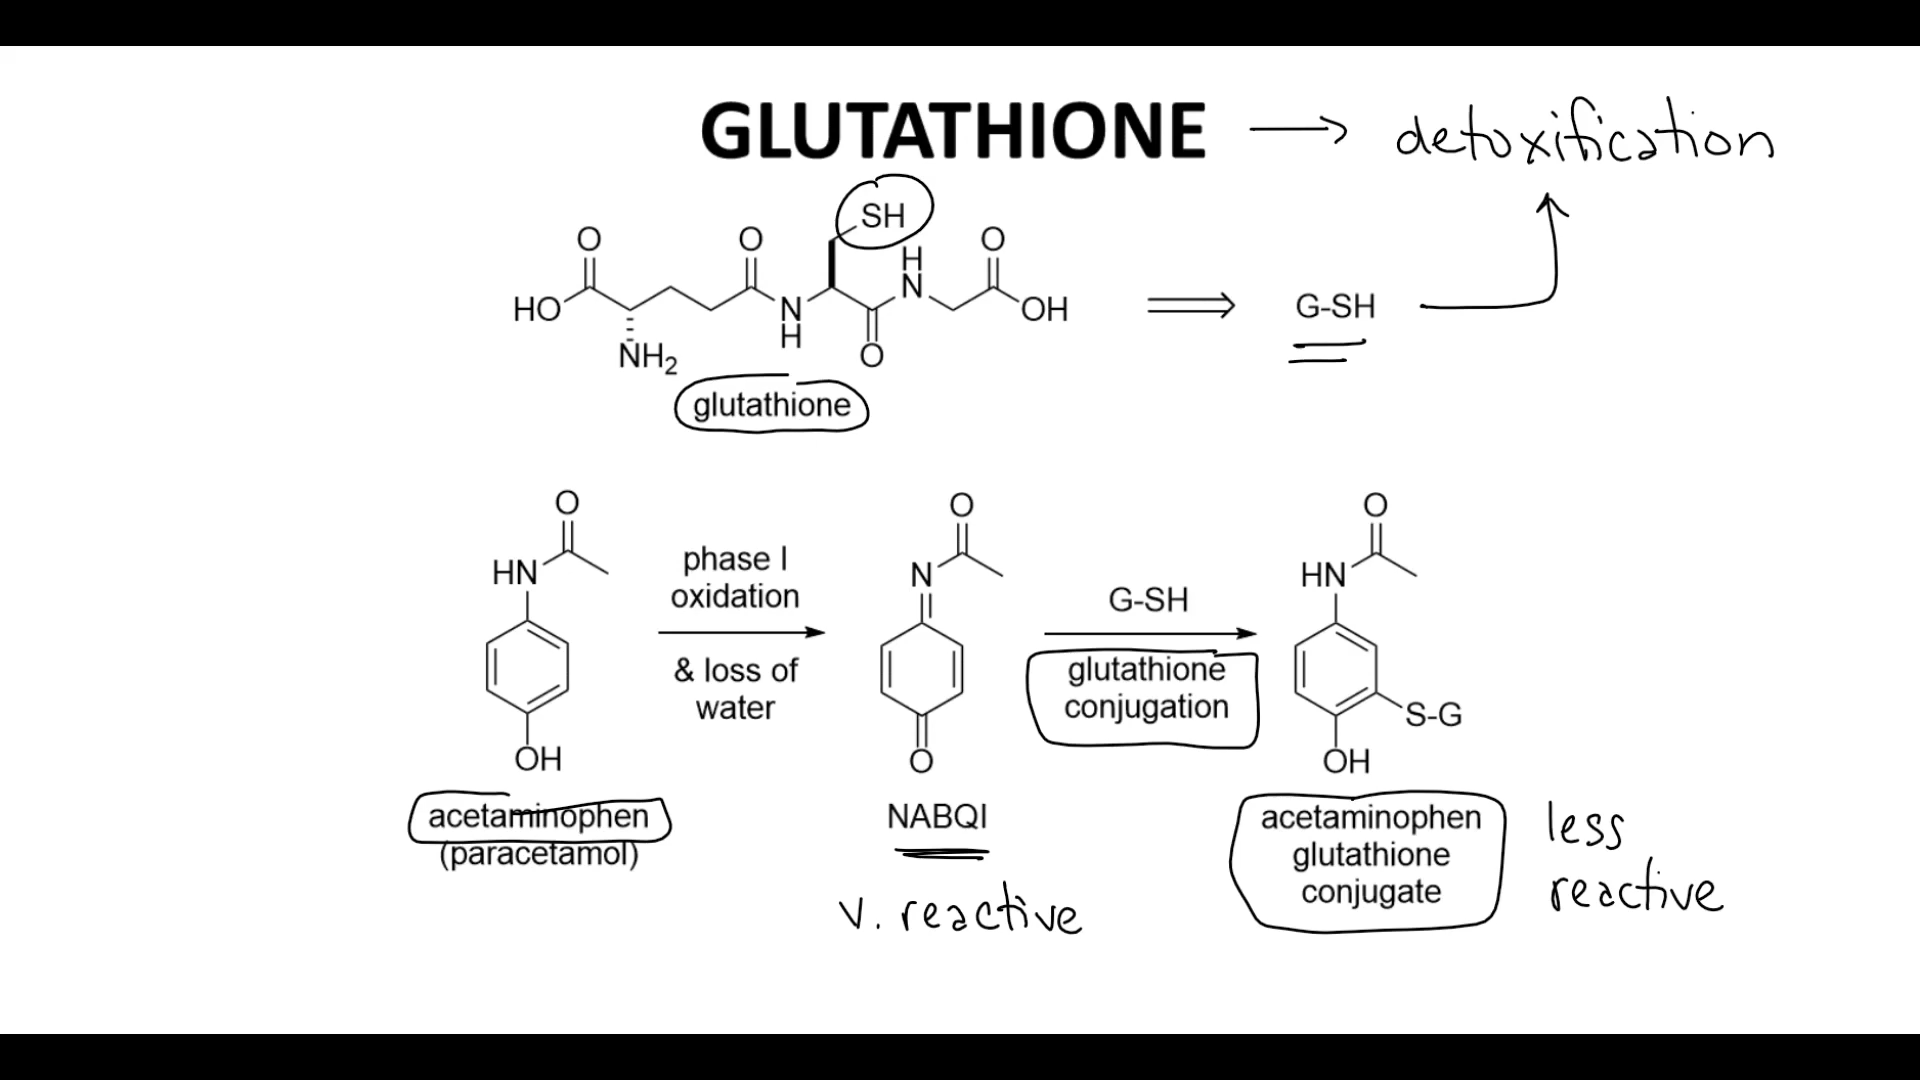 GLUTATHIONE → detoxification
SH
O O H O
HO N N OH
H
NH2 O
G-SH
glutathione
O
HN
OH
acetaminophen
(paracetamol)
phase I
oxidation
& loss of
water
O
N
O
NABQI
v. reactive
G-SH
glutathione
conjugation
O
HN
S-G
OH
acetaminophen
glutathione
conjugate
less
reactive